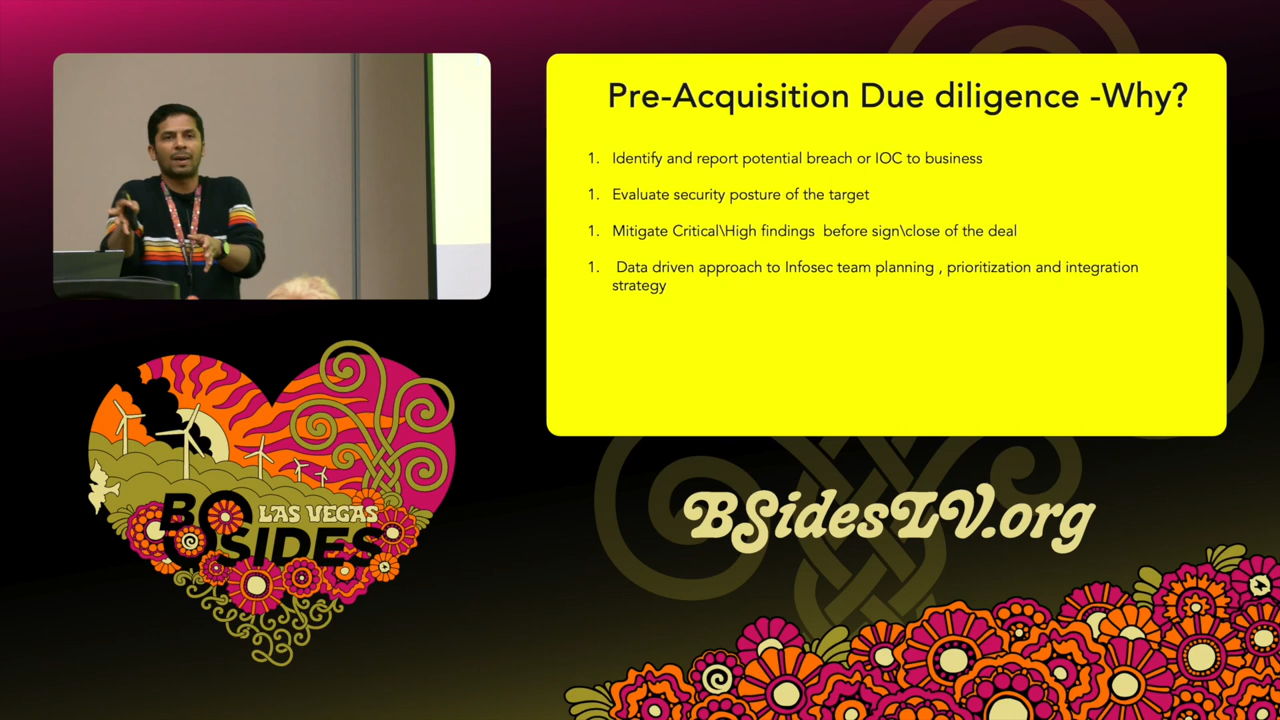 Pre-Acquisition Due diligence -Why?
1. Identify and report potential breach or IOC to business
1. Evaluate security posture of the target
1. Mitigate Critical\High findings  before sign\close of the deal
1.  Data driven approach to Infosec team planning , prioritization and integration
strategy
LAS VEGAS
BSIDES
BSidesLV.org